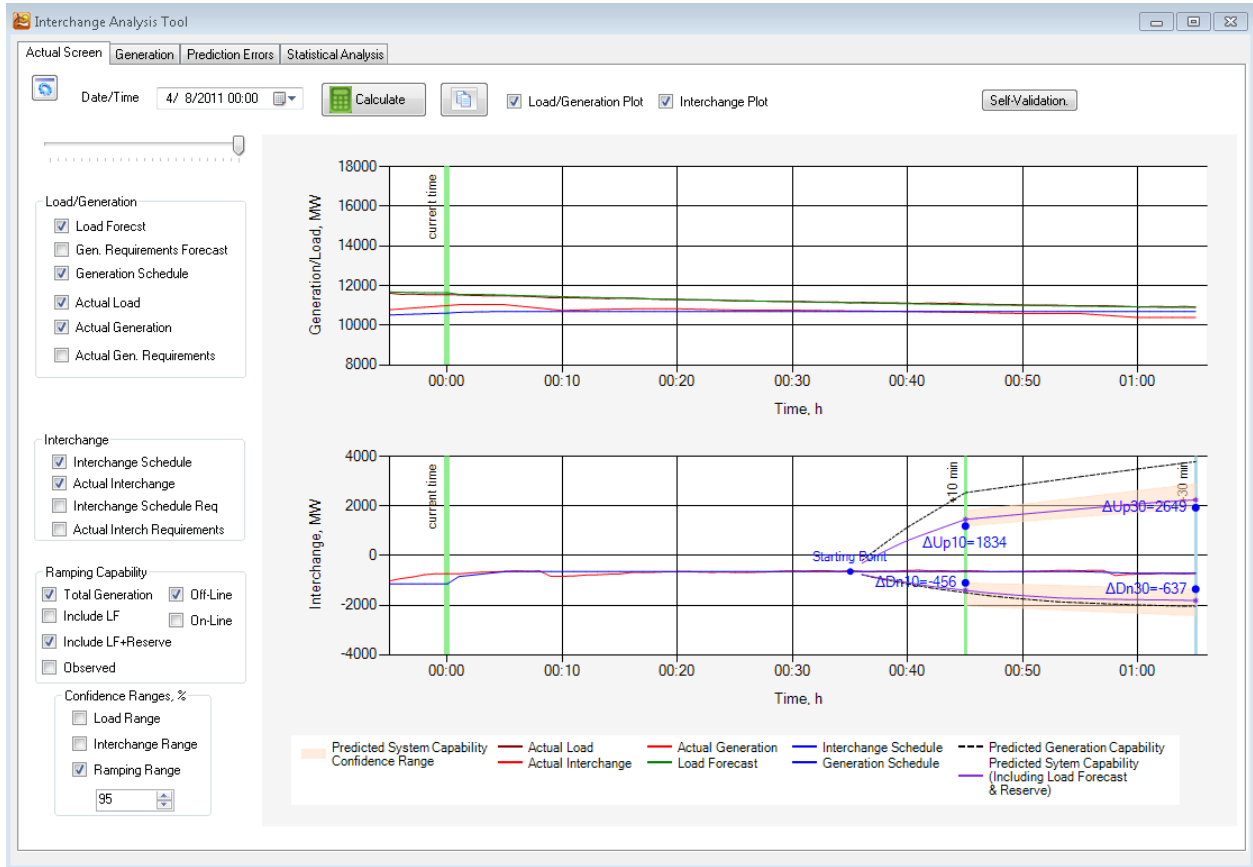 Interchange Analysis Tool
Actual Screen Generation Prediction Errors Statistical Analysis
Date/Time 4/ 8/2011 00:00 Calculate Load/Generation Plot Interchange Plot Self-Validation.
Load/Generation
Load Forecst
Gen. Requirements Forecast
Generation Schedule
Actual Load
Actual Generation
Actual Gen. Requirements
Interchange
Interchange Schedule
Actual Interchange
Interchange Schedule Req
Actual Interch Requirements
Ramping Capability
Total Generation Off-Line
Include LF On-Line
Include LF+Reserve
Observed
Confidence Ranges, %
Load Range
Interchange Range
Ramping Range
95
Generation/Load, MW
18000
16000
14000
12000
10000
8000
current time
00:00 00:10 00:20 00:30 00:40 00:50 01:00
Time, h
Interchange, MW
4000
2000
0
-2000
-4000
current time
+10 min
+30 min
Starting Point
ΔUp10=1834
ΔUp30=2649
ΔDn10=-456
ΔDn30=-637
00:00 00:10 00:20 00:30 00:40 00:50 01:00
Time, h
Predicted System Capability
Confidence Range
Actual Load
Actual Interchange
Actual Generation
Load Forecast
Interchange Schedule
Generation Schedule
Predicted Generation Capability
Predicted Sytem Capability
(Including Load Forecast
& Reserve)